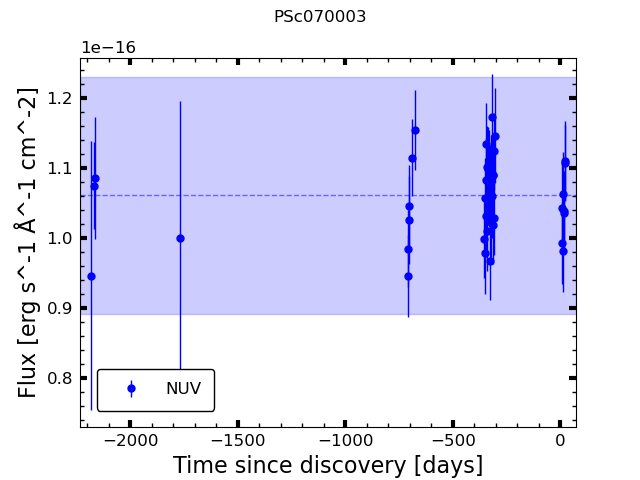 PSc070003
1e−16
1.2
1.1
1.0
0.9
0.8
Flux [erg s^-1 Å^-1 cm^-2]
NUV
−2000
−1500
−1000
−500
0
Time since discovery [days]